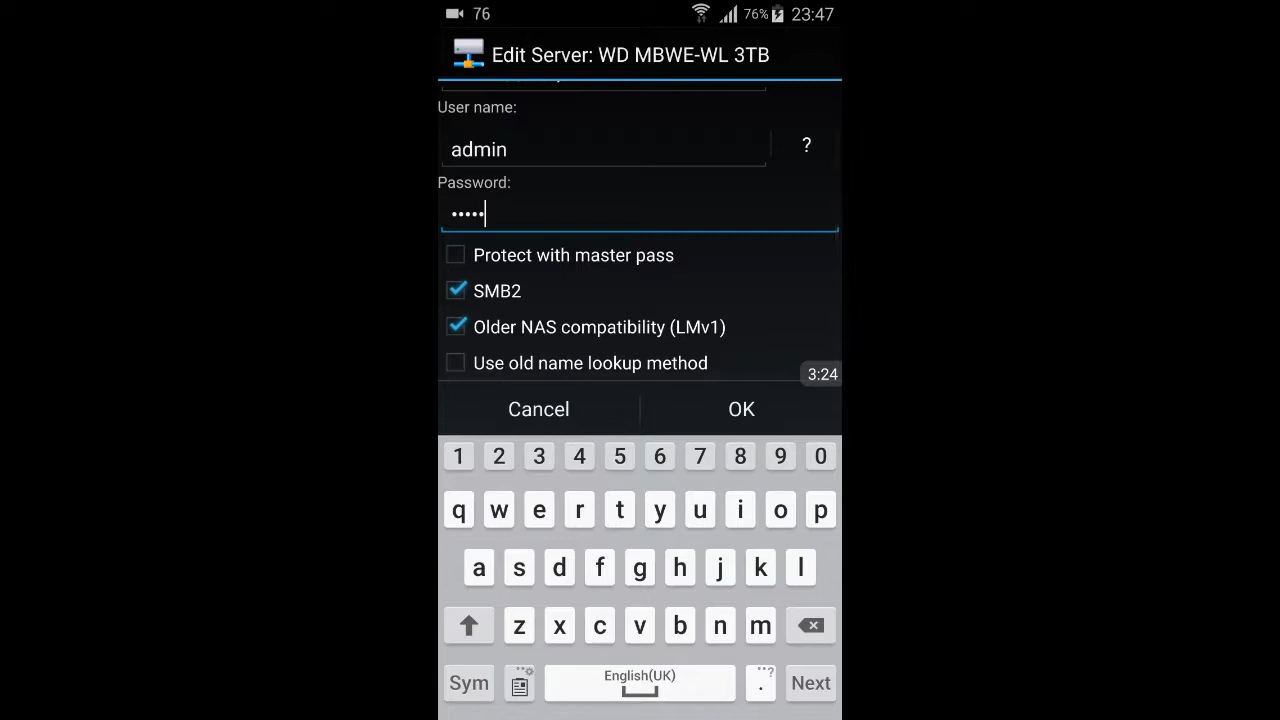 76 76% 23:47
Edit Server: WD MBWE-WL 3TB
User name:
admin ?
Password:
•••••
Protect with master pass
SMB2
Older NAS compatibility (LMv1)
Use old name lookup method
3:24
Cancel OK
1 2 3 4 5 6 7 8 9 0
q w e r t y u i o p
a s d f g h j k l
z x c v b n m
Sym English(UK) . ? Next